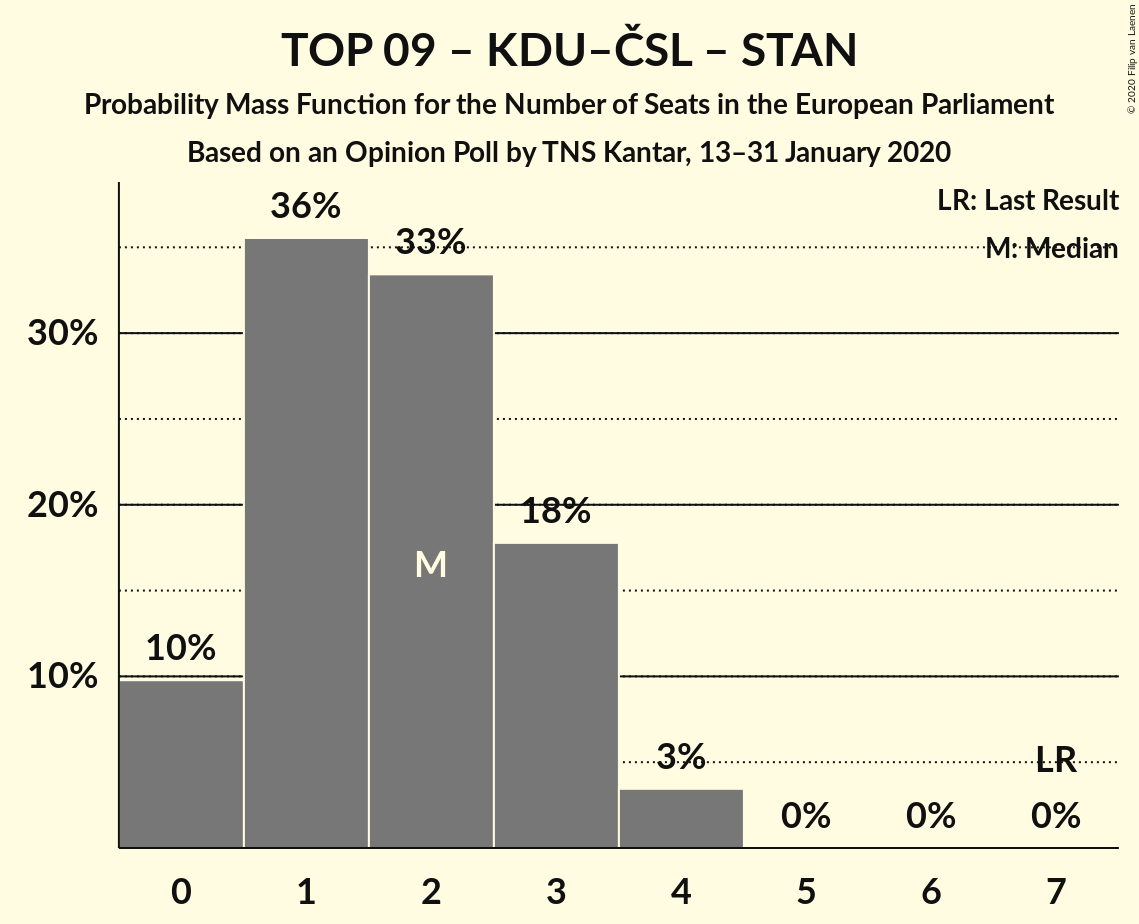 TOP 09 – KDU–ČSL – STAN
Probability Mass Function for the Number of Seats in the European Parliament
Based on an Opinion Poll by TNS Kantar, 13–31 January 2020
© 2020 Filip van Laenen
LR: Last Result
M: Median
36%
33%
30%
20%
18%
M
10%
10%
3%
LR
0%
0%
0%
0 1 2 3 4 5 6 7